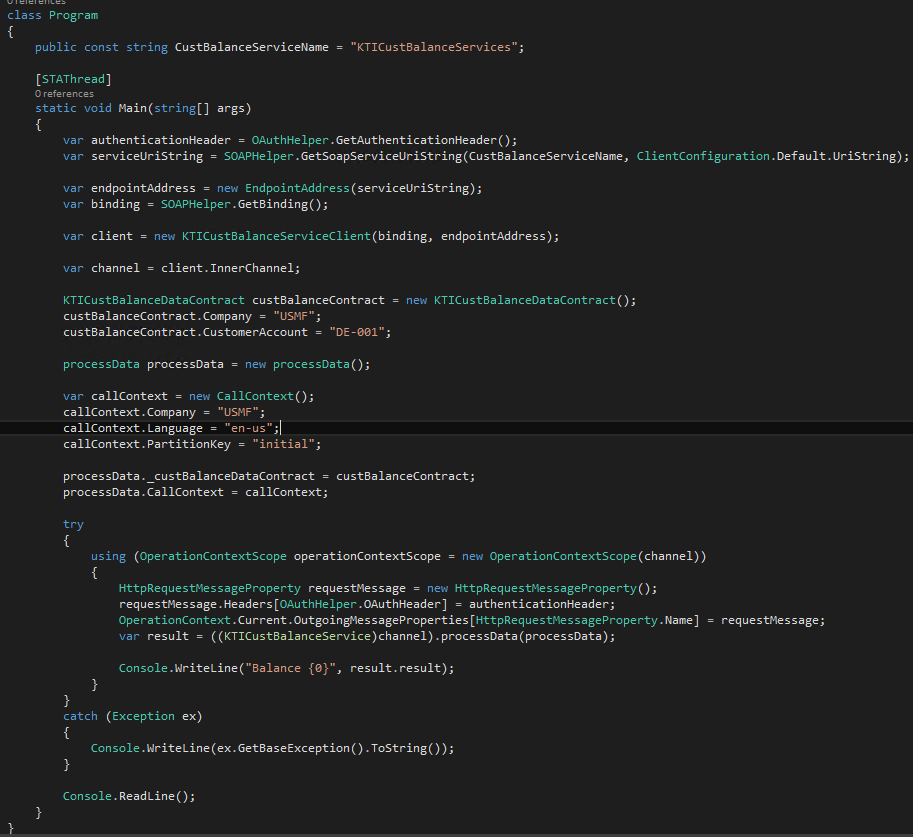 0 references
class Program
{
public const string CustBalanceServiceName = "KTICustBalanceServices";
[STAThread]
0 references
static void Main(string[] args)
{
var authenticationHeader = OAuthHelper.GetAuthenticationHeader();
var serviceUriString = SOAPHelper.GetSoapServiceUriString(CustBalanceServiceName, ClientConfiguration.Default.UriString);
var endpointAddress = new EndpointAddress(serviceUriString);
var binding = SOAPHelper.GetBinding();
var client = new KTICustBalanceServiceClient(binding, endpointAddress);
var channel = client.InnerChannel;
KTICustBalanceDataContract custBalanceContract = new KTICustBalanceDataContract();
custBalanceContract.Company = "USMF";
custBalanceContract.CustomerAccount = "DE-001";
processData processData = new processData();
var callContext = new CallContext();
callContext.Company = "USMF";
callContext.Language = "en-us";
callContext.PartitionKey = "initial";
processData._custBalanceDataContract = custBalanceContract;
processData.CallContext = callContext;
try
{
using (OperationContextScope operationContextScope = new OperationContextScope(channel))
{
HttpRequestMessageProperty requestMessage = new HttpRequestMessageProperty();
requestMessage.Headers[OAuthHelper.OAuthHeader] = authenticationHeader;
OperationContext.Current.OutgoingMessageProperties[HttpRequestMessageProperty.Name] = requestMessage;
var result = ((KTICustBalanceService)channel).processData(processData);
Console.WriteLine("Balance {0}", result.result);
}
}
catch (Exception ex)
{
Console.WriteLine(ex.GetBaseException().ToString());
}
Console.ReadLine();
}
}